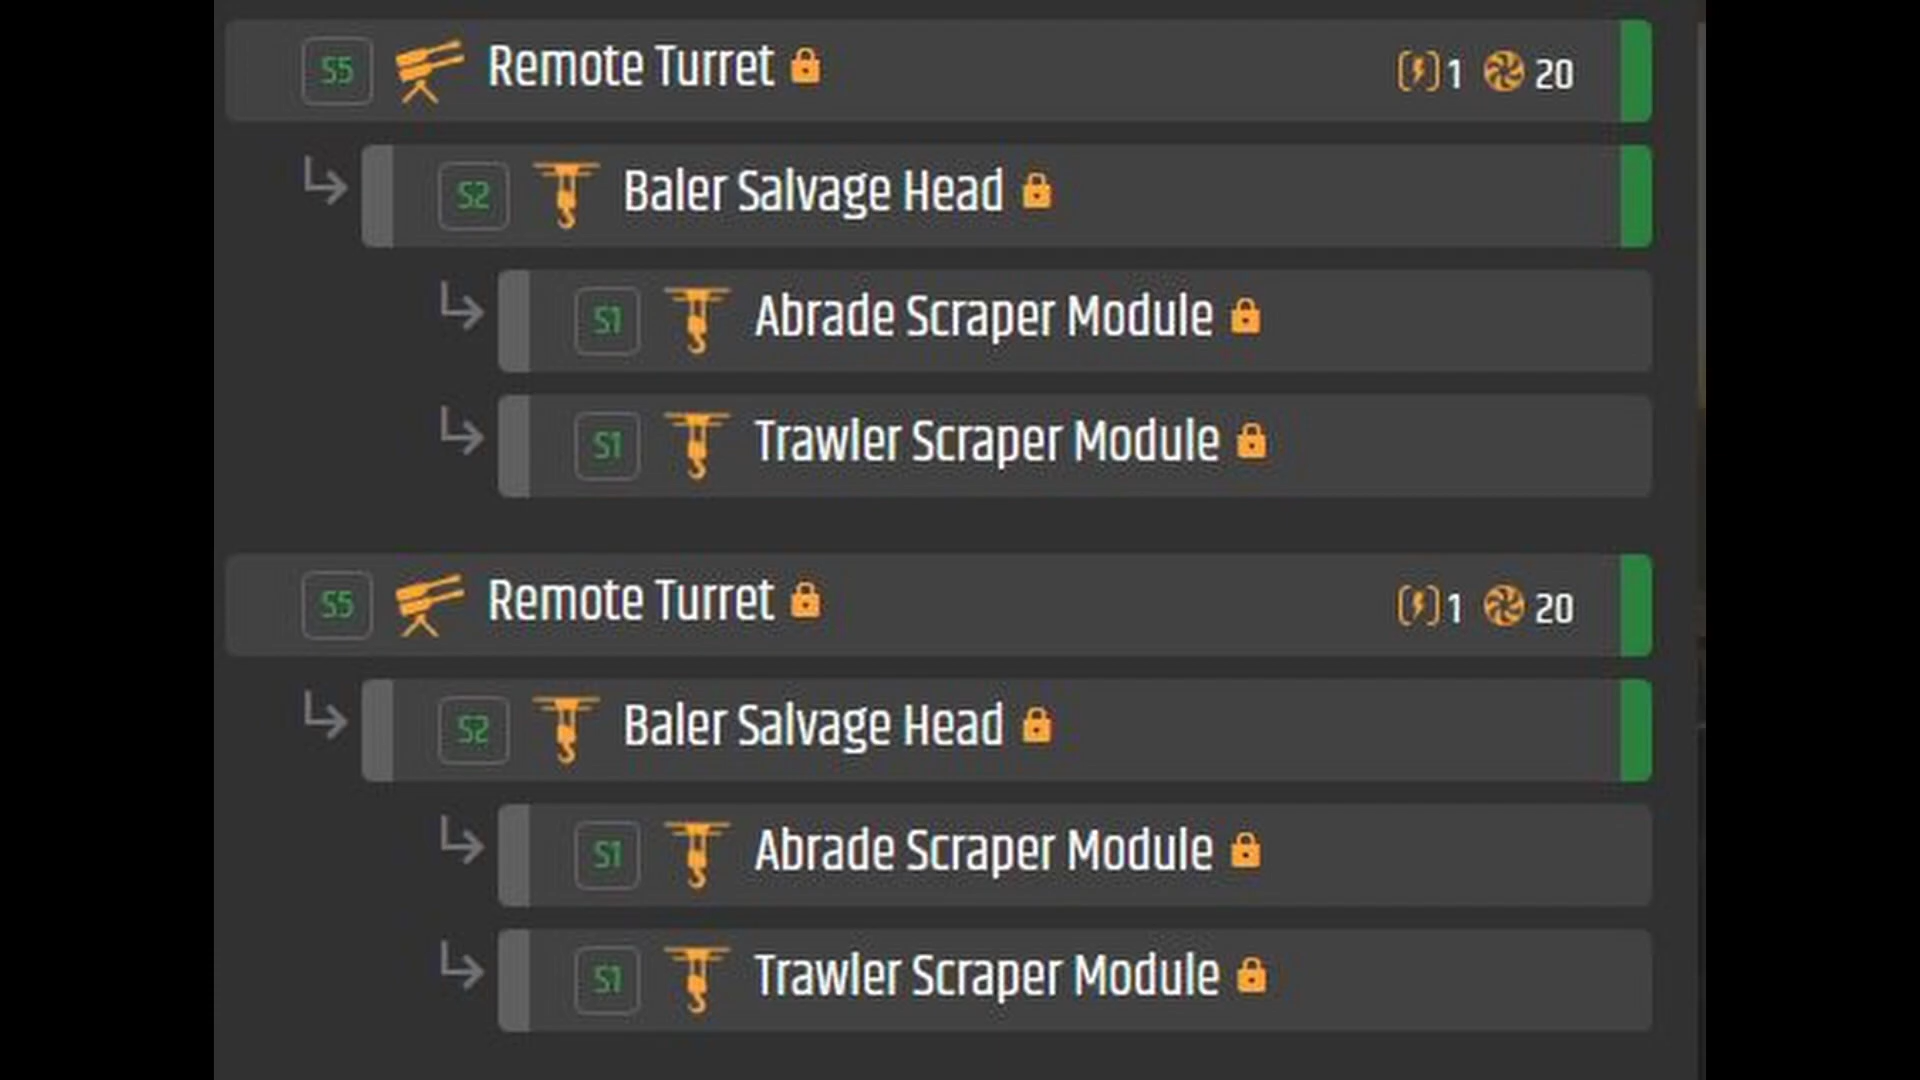 S5 Remote Turret 1 20
S2 Baler Salvage Head
S1 Abrade Scraper Module
S1 Trawler Scraper Module
S5 Remote Turret 1 20
S2 Baler Salvage Head
S1 Abrade Scraper Module
S1 Trawler Scraper Module